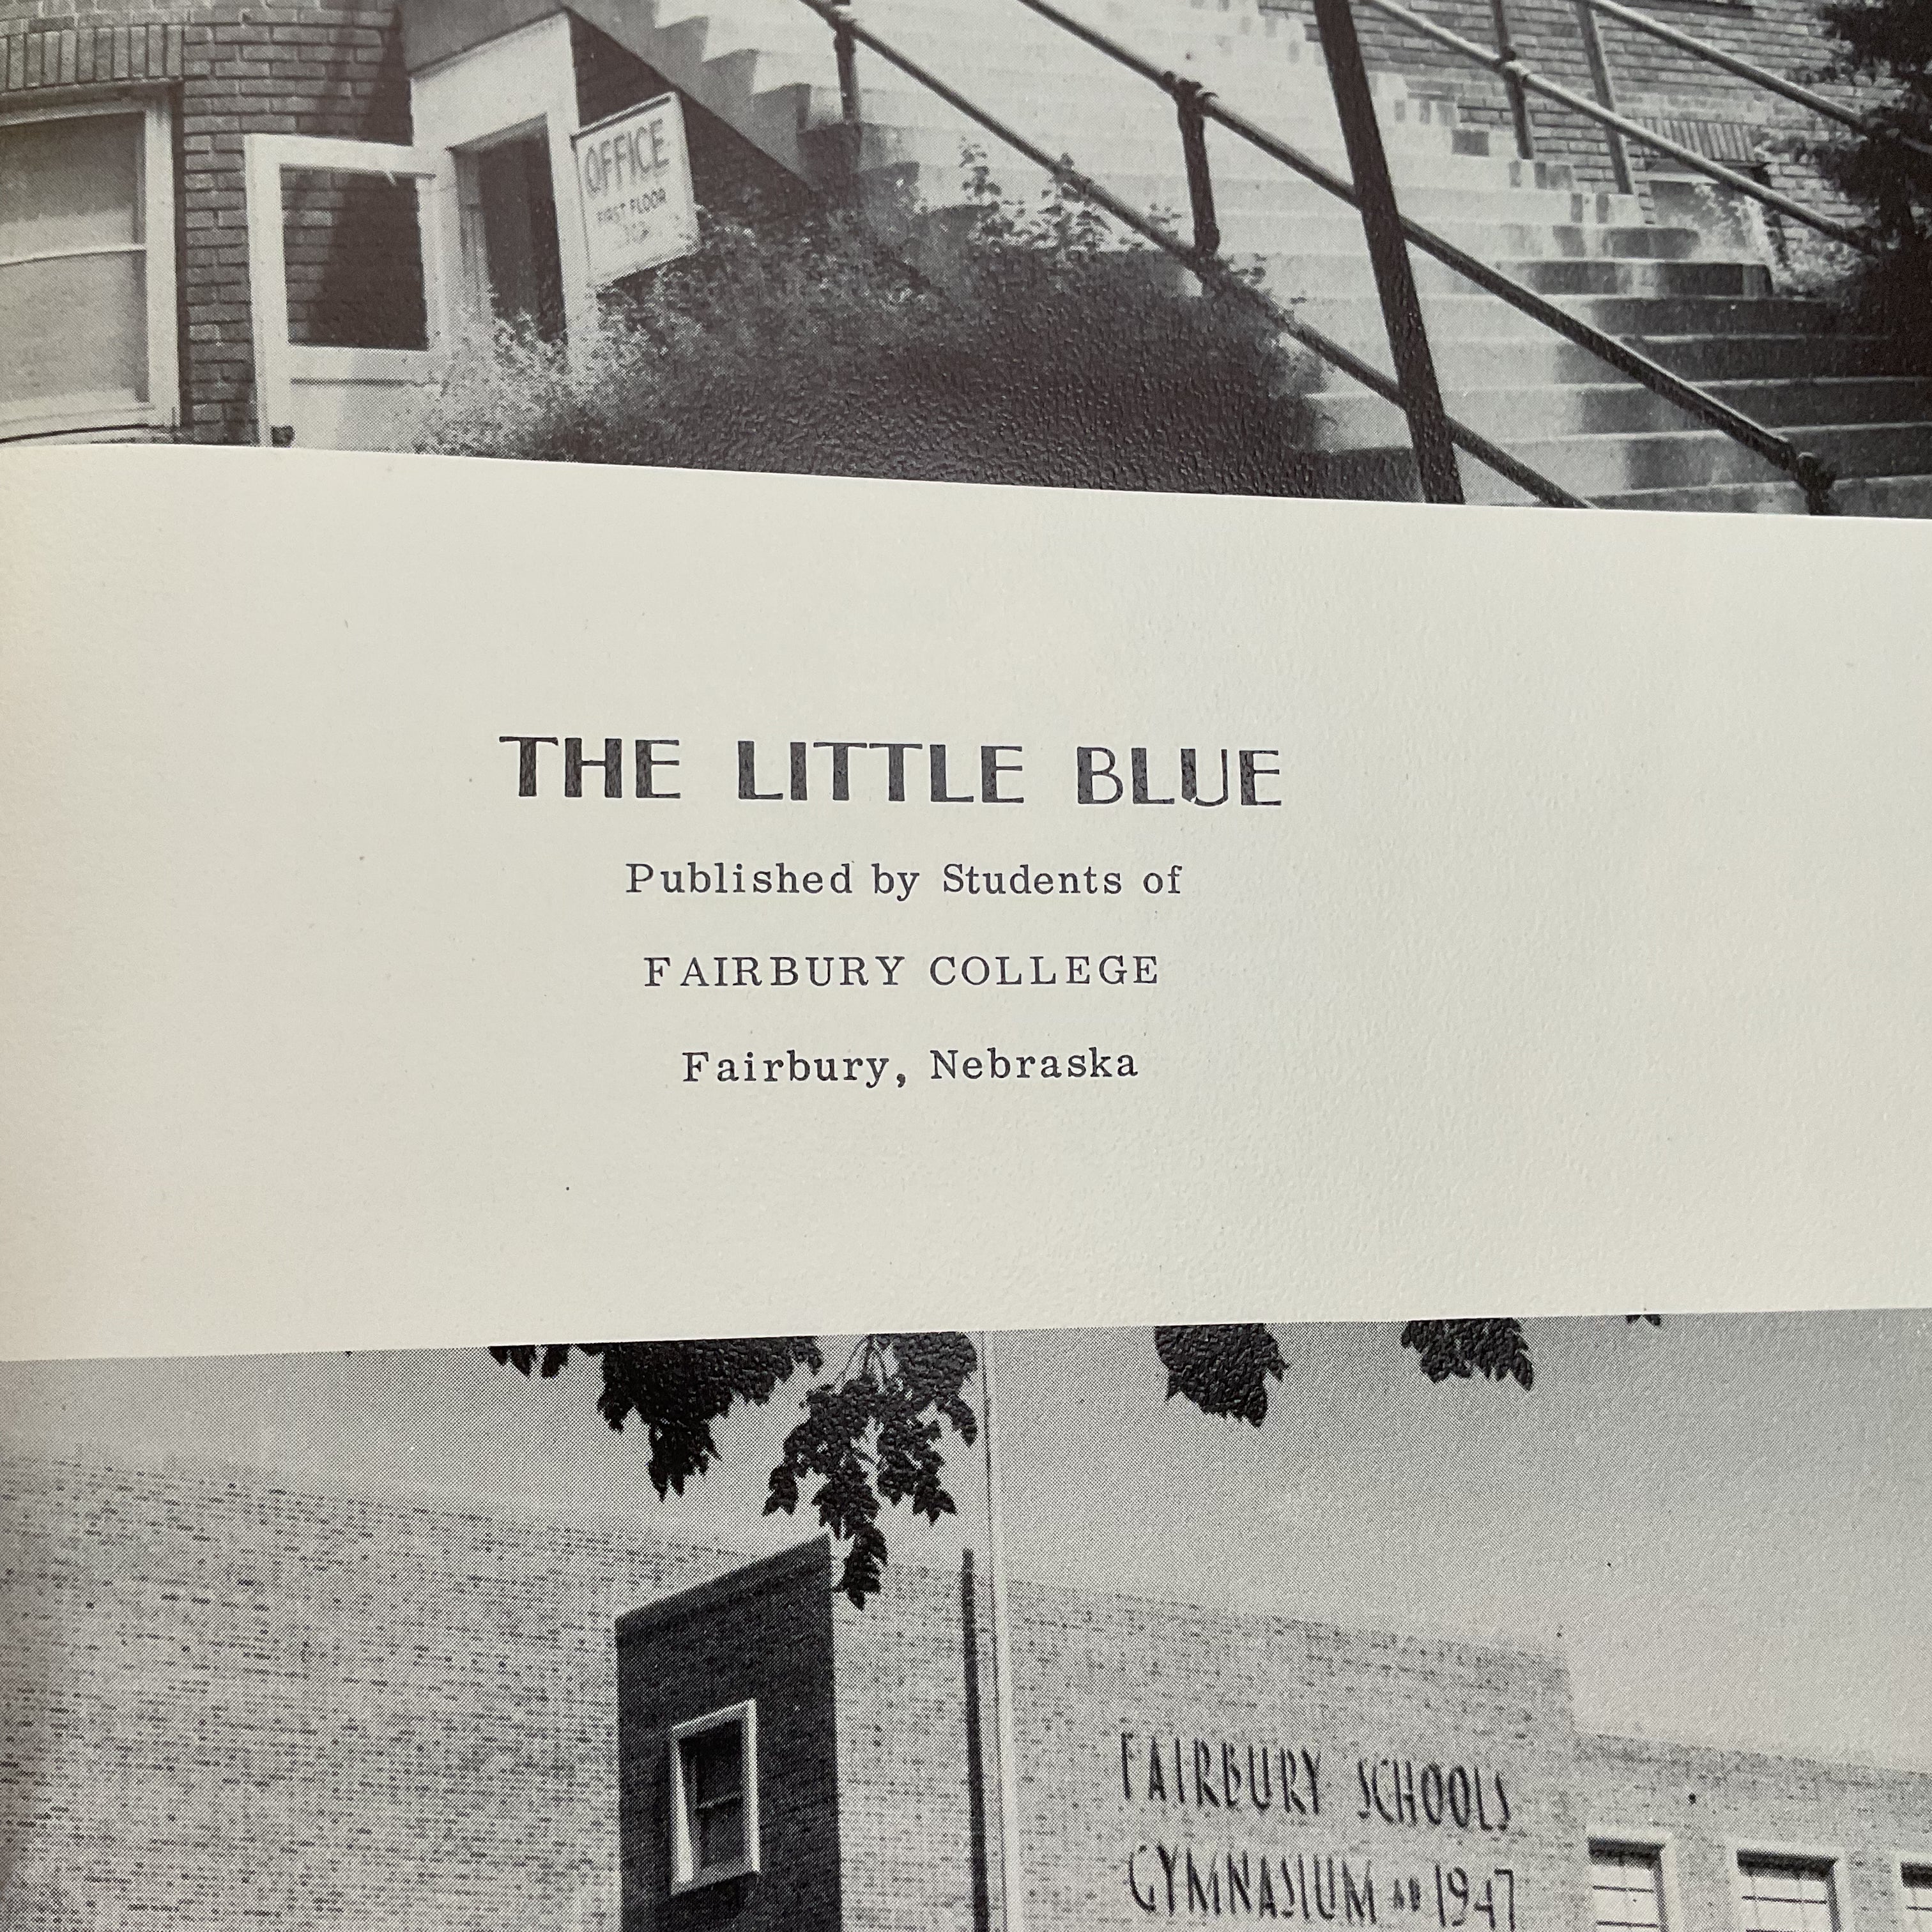 OFFICE
FIRST FLOOR
THE LITTLE BLUE
Published by Students of
FAIRBURY COLLEGE
Fairbury, Nebraska
FAIRBURY SCHOOLS
GYMNASIUM AD 1947